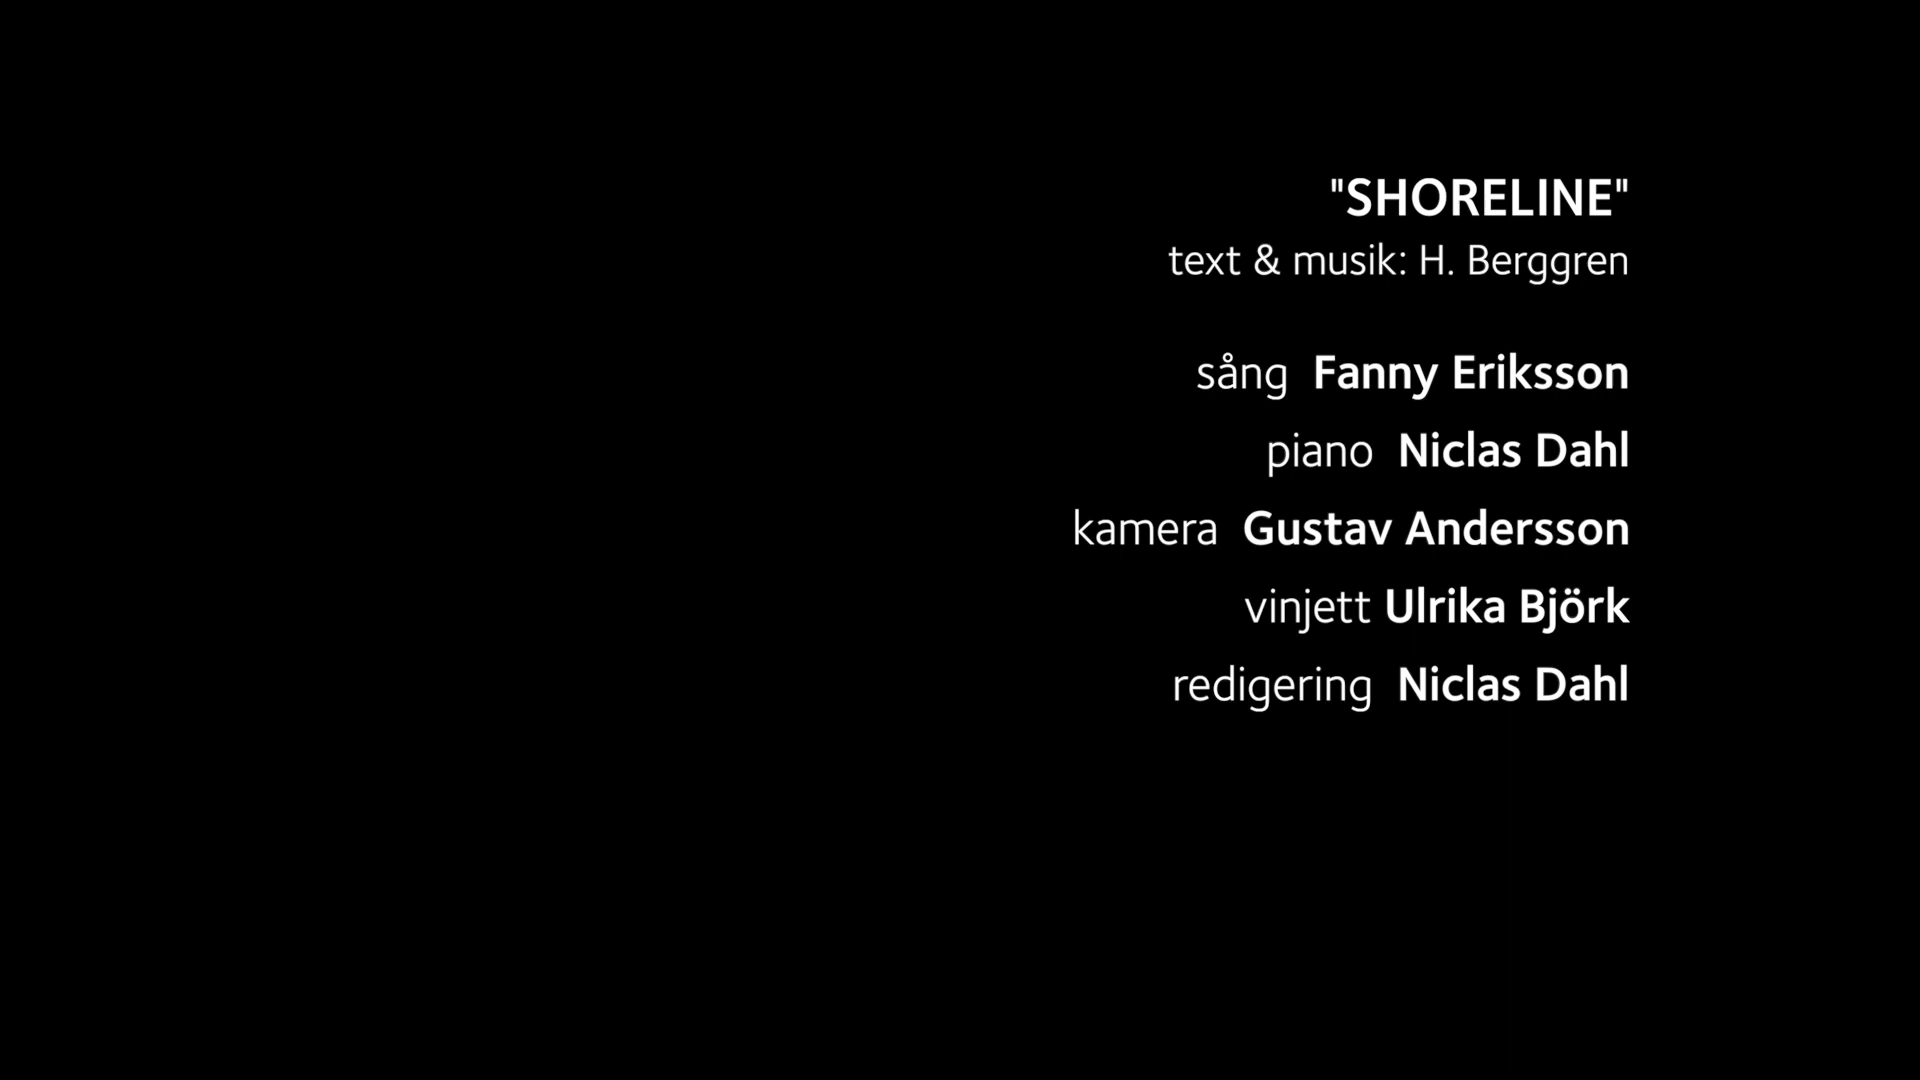 "SHORELINE"
text & musik: H. Berggren
sång Fanny Eriksson
piano Niclas Dahl
kamera Gustav Andersson
vinjett Ulrika Björk
redigering Niclas Dahl